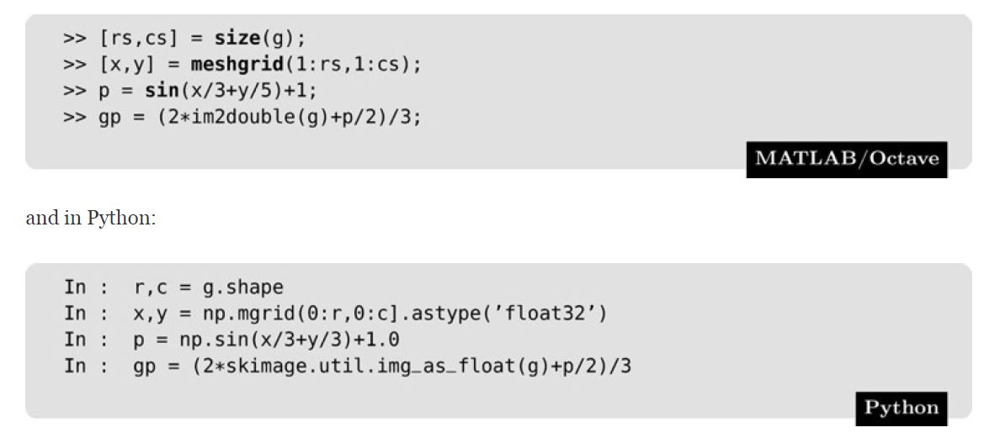 >> [rs,cs] = size(g);
>> [x,y] = meshgrid(1:rs,1:cs);
>> p = sin(x/3+y/5)+1;
>> gp = (2*im2double(g)+p/2)/3;
MATLAB/Octave
and in Python:
In :  r,c = g.shape
In :  x,y = np.mgrid(0:r,0:c].astype(’float32’)
In :  p = np.sin(x/3+y/3)+1.0
In :  gp = (2*skimage.util.img_as_float(g)+p/2)/3
Python